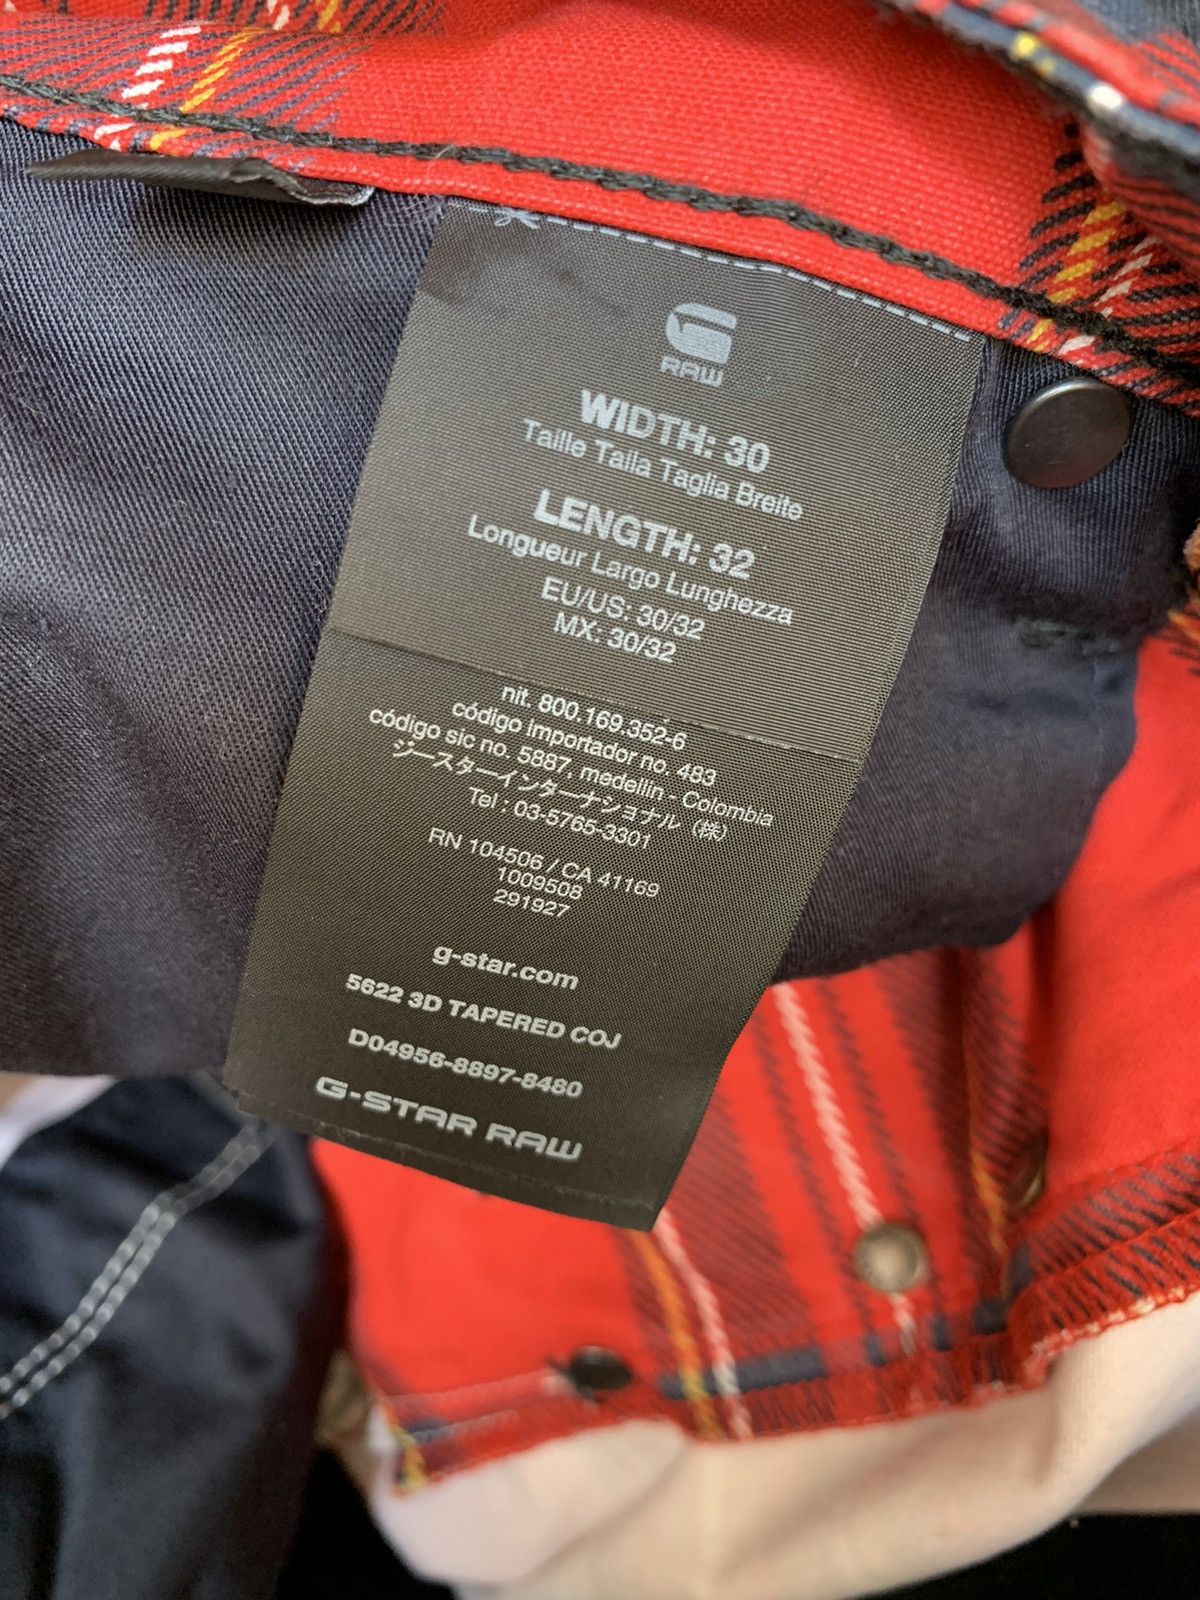 RAW
WIDTH: 30
Taille Talla Taglia Breite
LENGTH: 32
Longueur Largo Lunghezza
EU/US: 30/32
MX: 30/32
nit. 800.169.352-6
código importador no. 483
código sic no. 5887, medellin - Colombia
ジースターインターナショナル（株）
Tel : 03-5765-3301
RN 104506 / CA 41169
1009508
291927
g-star.com
5622 3D TAPERED COJ
D04956-8897-8480
G-STAR RAW